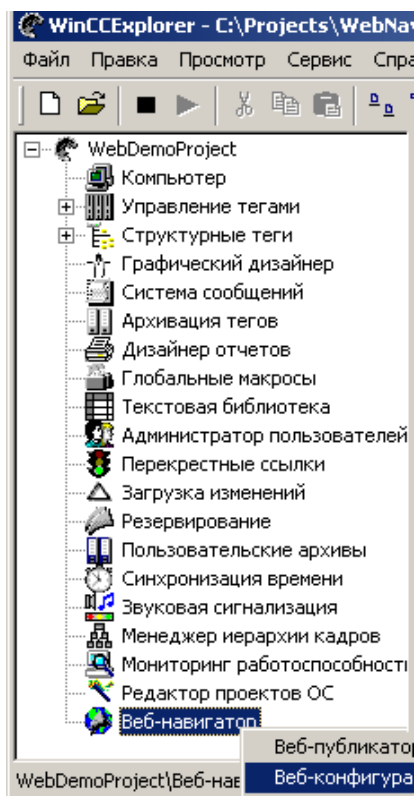 WinCCExplorer - C:\Projects\WebNav
Файл Правка Просмотр Сервис Спра
WebDemoProject
Компьютер
Управление тегами
Структурные теги
Графический дизайнер
Система сообщений
Архивация тегов
Дизайнер отчетов
Глобальные макросы
Текстовая библиотека
Администратор пользователей
Перекрестные ссылки
Загрузка изменений
Резервирование
Пользовательские архивы
Синхронизация времени
Звуковая сигнализация
Менеджер иерархии кадров
Мониторинг работоспособности
Редактор проектов ОС
Веб-навигатор
Веб-публикатор
WebDemoProject\Веб-нав
Веб-конфигура